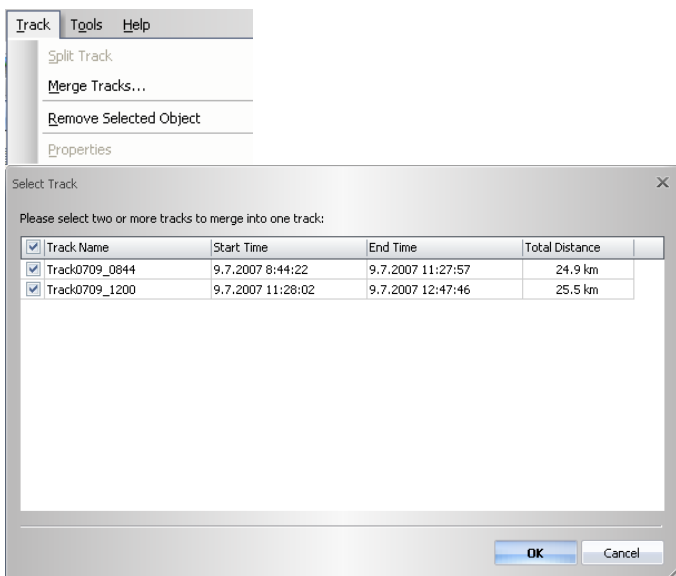 Track Tools Help
Split Track
Merge Tracks...
Remove Selected Object
Properties
Select Track
Please select two or more tracks to merge into one track:
Track Name Start Time End Time Total Distance
Track0709_0844 9.7.2007 8:44:22 9.7.2007 11:27:57 24.9 km
Track0709_1200 9.7.2007 11:28:02 9.7.2007 12:47:46 25.5 km
OK Cancel